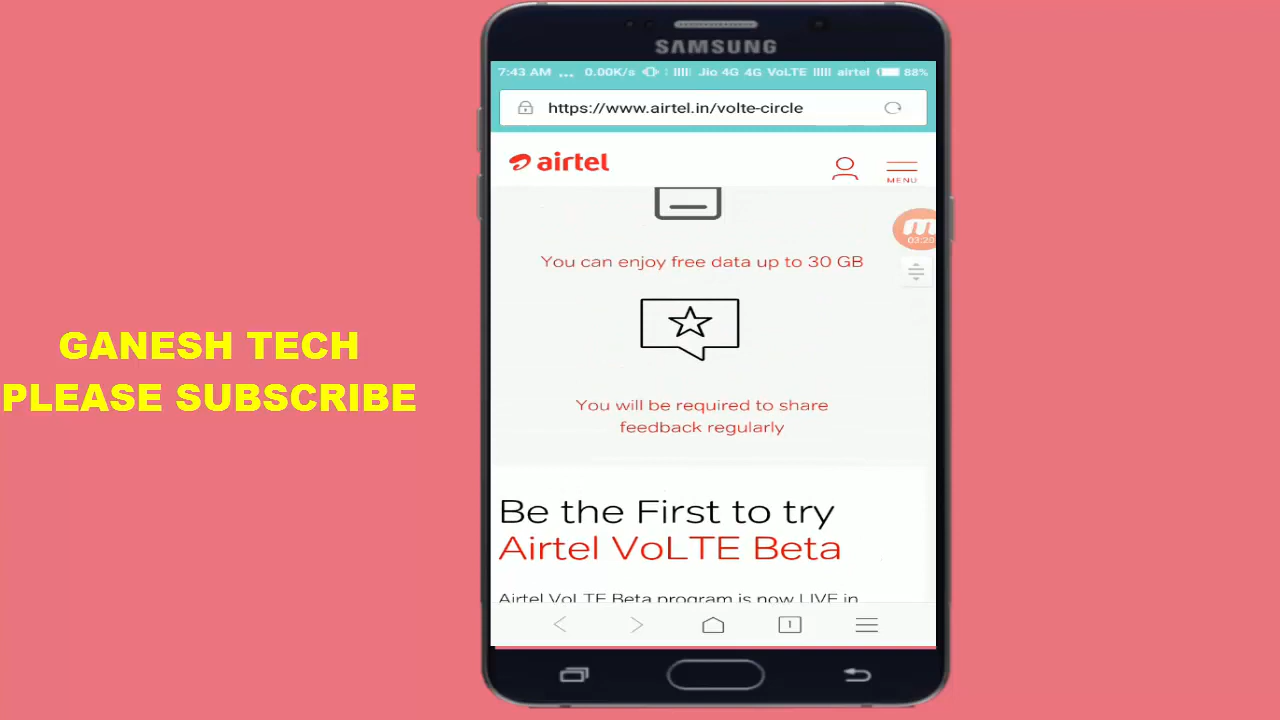 SAMSUNG
7:43 AM ... 0.00K/s Jio 4G 4G VoLTE airtel 88%
https://www.airtel.in/volte-circle
airtel
MENU
03:20
You can enjoy free data up to 30 GB
You will be required to share
feedback regularly
GANESH TECH
PLEASE SUBSCRIBE
Be the First to try
Airtel VoLTE Beta
Airtel VoLTE Beta program is now LIVE in
1